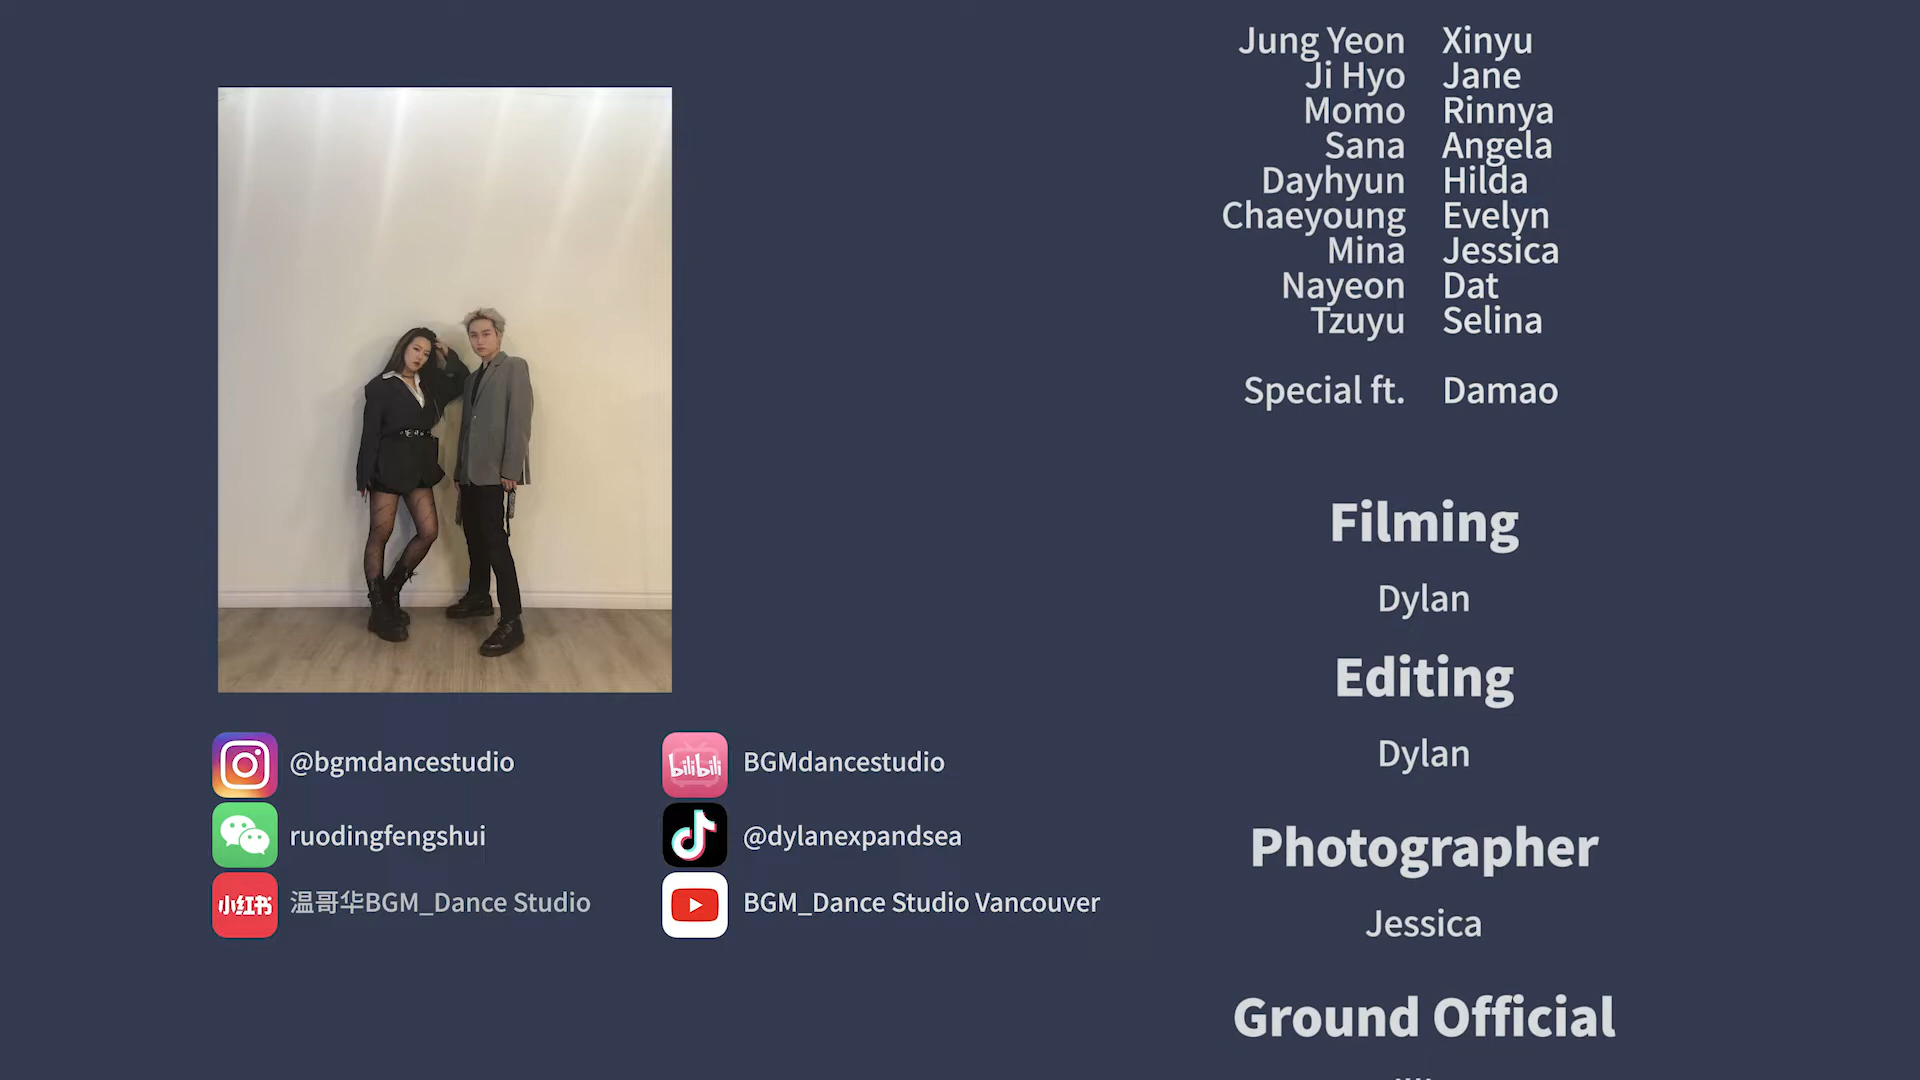 Jung Yeon Xinyu
Ji Hyo Jane
Momo Rinnya
Sana Angela
Dayhyun Hilda
Chaeyoung Evelyn
Mina Jessica
Nayeon Dat
Tzuyu Selina
Special ft. Damao
Filming
Dylan
Editing
Dylan
Photographer
Jessica
Ground Official
@bgmdancestudio
bilibili BGMdancestudio
ruodingfengshui
@dylanexpandsea
小红书 温哥华BGM_Dance Studio
BGM_Dance Studio Vancouver